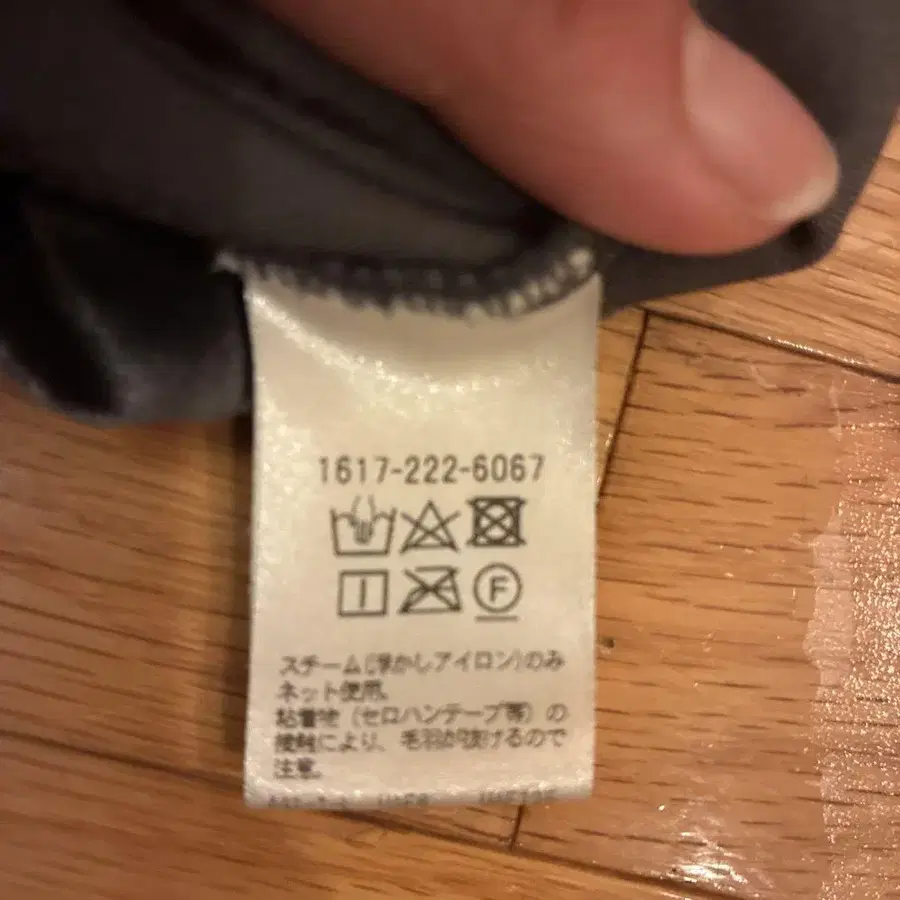 1617-222-6067
F
スチーム(浮かしアイロン)のみ
ネット使用。
粘着物(セロハンテープ等)の
接触により、毛羽が抜けるので
注意。